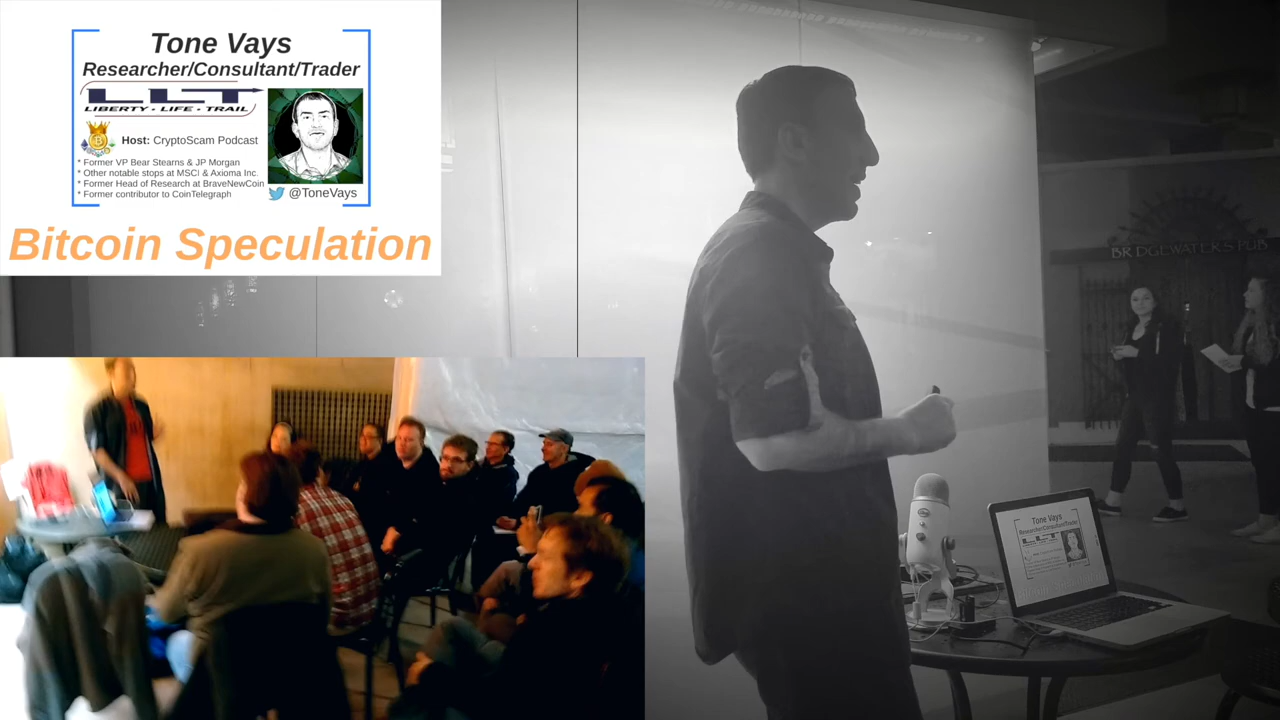 Tone Vays
Researcher/Consultant/Trader
LLT
LIBERTY • LIFE • TRAIL
Host: CryptoScam Podcast
* Former VP Bear Stearns & JP Morgan
* Other notable stops at MSCI & Axioma Inc.
* Former Head of Research at BraveNewCoin
* Former contributor to CoinTelegraph
@ToneVays
Bitcoin Speculation
BRIDGEWATER'S PUB
Tone Vays
Researcher/Consultant/Trader